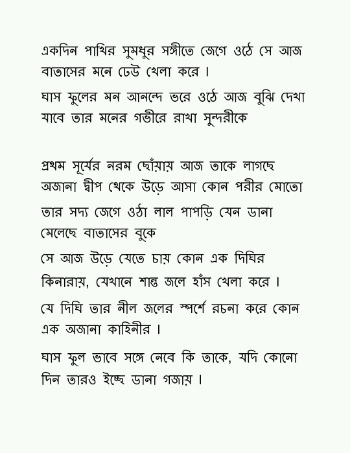 একদিন পাখির সুমধুর সঙ্গীতে জেগে ওঠে সে আজ
বাতাসের মনে ঢেউ খেলা করে ।
ঘাস ফুলের মন আনন্দে ভরে ওঠে আজ বুঝি দেখা
যাবে তার মনের গভীরে রাখা সুন্দরীকে
প্রথম সূর্যের নরম ছোঁয়ায় আজ তাকে লাগছে
অজানা দ্বীপ থেকে উড়ে আসা কোন পরীর মোতো
তার সদ্য জেগে ওঠা লাল পাপড়ি যেন ডানা
মেলেছে বাতাসের বুকে
সে আজ উড়ে যেতে চায় কোন এক দিঘির
কিনারায়, যেখানে শান্ত জলে হাঁস খেলা করে ।
যে দিঘি তার নীল জলের স্পর্শে রচনা করে কোন
এক অজানা কাহিনীর ।
ঘাস ফুল ভাবে সঙ্গে নেবে কি তাকে, যদি কোনো
দিন তারও ইচ্ছে ডানা গজায় ।